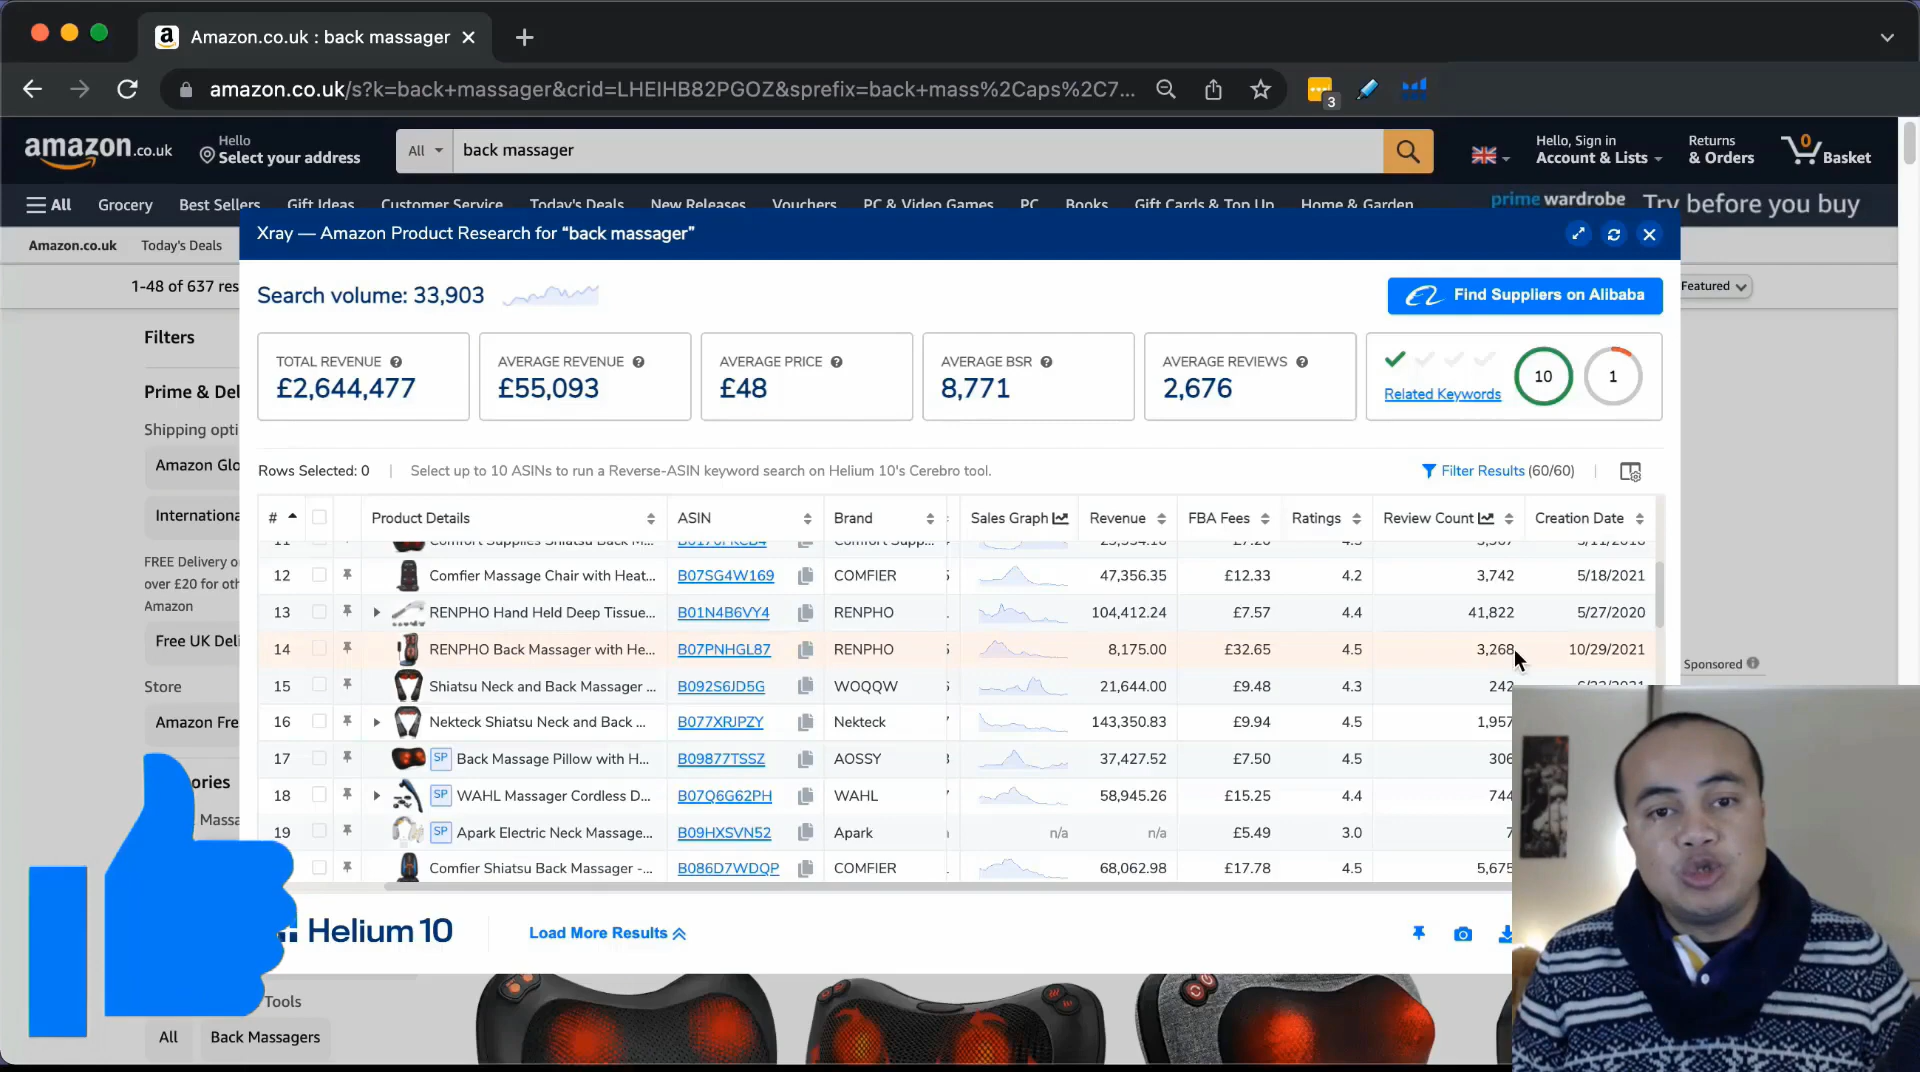 Amazon.co.uk : back massager
amazon.co.uk/s?k=back+massager&crid=LHEIHB82PGOZ&sprefix=back+mass%2Caps%2C7...
3
amazon.co.uk
Hello
Select your address
All
back massager
Hello, Sign in
Account & Lists
Returns
& Orders
0
Basket
All
Grocery
Best Sellers
Gift Ideas
Customer Service
Today's Deals
New Releases
Vouchers
PC & Video Games
PC
Books
Gift Cards & Top Up
Home & Garden
prime wardrobe
Try before you buy
Amazon.co.uk
Today's Deals
Xray — Amazon Product Research for “back massager”
1-48 of 637 res
Featured
Search volume: 33,903
Find Suppliers on Alibaba
Filters
TOTAL REVENUE
£2,644,477
AVERAGE REVENUE
£55,093
AVERAGE PRICE
£48
AVERAGE BSR
8,771
AVERAGE REVIEWS
2,676
Related Keywords
10
1
Prime & Del
Shipping opti
Amazon Glo
Internationa
FREE Delivery o
over £20 for oth
Amazon
Free UK Deli
Store
Amazon Fre
ories
Massa
Tools
All
Back Massagers
Rows Selected: 0
Select up to 10 ASINs to run a Reverse-ASIN keyword search on Helium 10's Cerebro tool.
Filter Results (60/60)
# Product Details ASIN Brand Sales Graph Revenue FBA Fees Ratings Review Count Creation Date
12 Comfier Massage Chair with Heat... B07SG4W169 COMFIER 47,356.35 £12.33 4.2 3,742 5/18/2021
13 RENPHO Hand Held Deep Tissue... B01N4B6VY4 RENPHO 104,412.24 £7.57 4.4 41,822 5/27/2020
14 RENPHO Back Massager with He... B07PNHGL87 RENPHO 8,175.00 £32.65 4.5 3,268 10/29/2021
15 Shiatsu Neck and Back Massager ... B092S6JD5G WOQQW 21,644.00 £9.48 4.3 242
16 Nekteck Shiatsu Neck and Back ... B077XRJPZY Nekteck 143,350.83 £9.94 4.5 1,957
17 SP Back Massage Pillow with H... B09877TSSZ AOSSY 37,427.52 £7.50 4.5 306
18 SP WAHL Massager Cordless D... B07Q6G62PH WAHL 58,945.26 £15.25 4.4 744
19 SP Apark Electric Neck Massage... B09HXSVN52 Apark n/a n/a £5.49 3.0 7
Comfier Shiatsu Back Massager -... B086D7WDQP COMFIER 68,062.98 £17.78 4.5 5,675
Sponsored
Helium 10
Load More Results